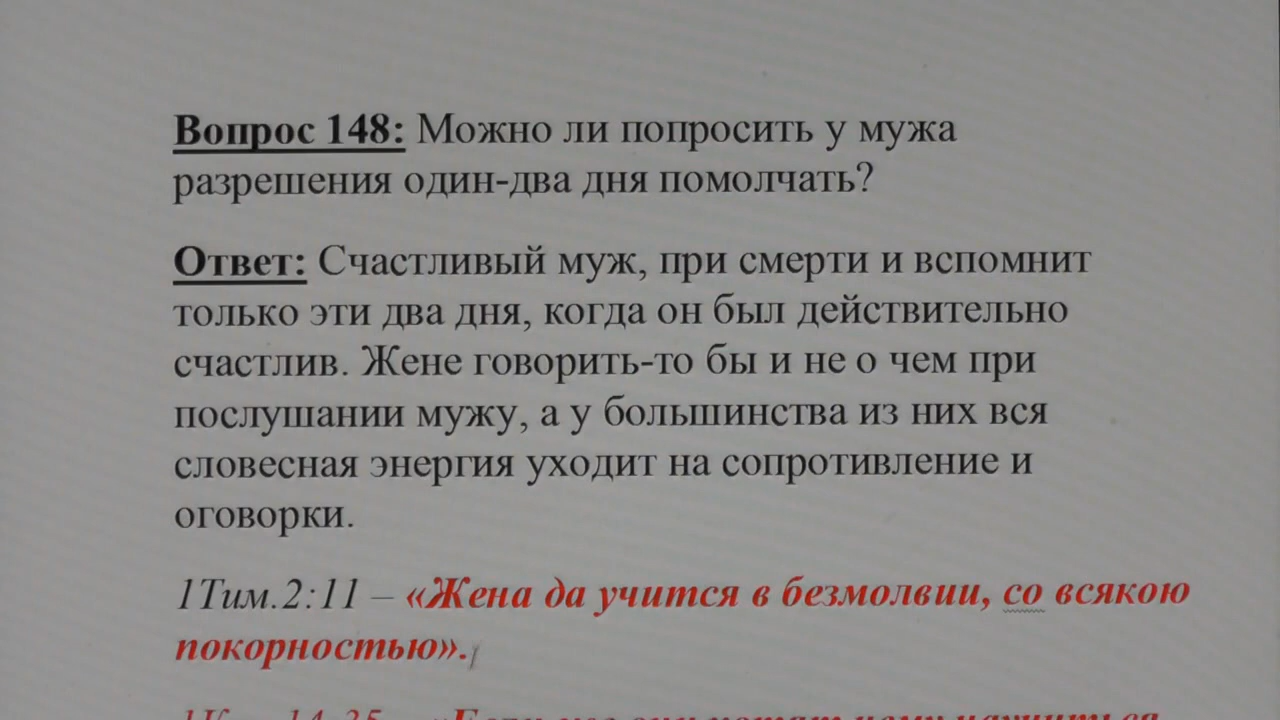 Вопрос 148: Можно ли попросить у мужа
разрешения один-два дня помолчать?
Ответ: Счастливый муж, при смерти и вспомнит
только эти два дня, когда он был действительно
счастлив. Жене говорить-то бы и не о чем при
послушании мужу, а у большинства из них вся
словесная энергия уходит на сопротивление и
оговорки.
1Тим.2:11 – «Жена да учится в безмолвии, со всякою
покорностью».